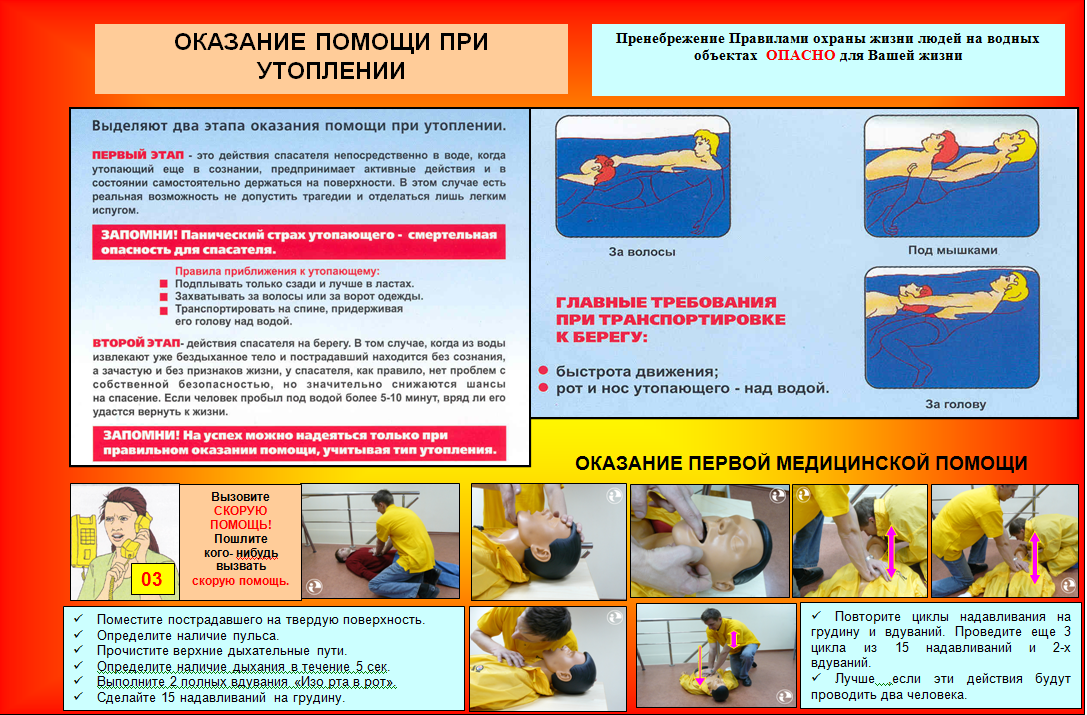 ОКАЗАНИЕ ПОМОЩИ ПРИ
УТОПЛЕНИИ
Пренебрежение Правилами охраны жизни людей на водных
объектах ОПАСНО для Вашей жизни
Выделяют два этапа оказания помощи при утоплении.
ПЕРВЫЙ ЭТАП - это действия спасателя непосредственно в воде, когда
утопающий еще в сознании, предпринимает активные действия и в
состоянии самостоятельно держаться на поверхности. В этом случае есть
реальная возможность не допустить трагедии и отделаться лишь легким
испугом.
ЗАПОМНИ! Панический страх утопающего - смертельная
опасность для спасателя.
Правила приближения к утопающему:
Подплывать только сзади и лучше в ластах.
Захватывать за волосы или за ворот одежды.
Транспортировать на спине, придерживая
его голову над водой.
ВТОРОЙ ЭТАП- действия спасателя на берегу. В том случае, когда из воды
извлекают уже бездыханное тело и пострадавший находится без сознания,
а зачастую и без признаков жизни, у спасателя, как правило, нет проблем с
собственной безопасностью, но значительно снижаются шансы
на спасение. Если человек пробыл под водой более 5-10 минут, вряд ли его
удастся вернуть к жизни.
ЗАПОМНИ! На успех можно надеяться только при
правильном оказании помощи, учитывая тип утопления.
За волосы
Под мышками
ГЛАВНЫЕ ТРЕБОВАНИЯ
ПРИ ТРАНСПОРТИРОВКЕ
К БЕРЕГУ:
быстрота движения;
рот и нос утопающего - над водой.
За голову
ОКАЗАНИЕ ПЕРВОЙ МЕДИЦИНСКОЙ ПОМОЩИ
03
Вызовите
СКОРУЮ
ПОМОЩЬ!
Пошлите
кого- нибудь
вызвать
скорую помощь.
✓ Поместите пострадавшего на твердую поверхность.
✓ Определите наличие пульса.
✓ Прочистите верхние дыхательные пути.
✓ Определите наличие дыхания в течение 5 сек.
✓ Выполните 2 полных вдувания «Изо рта в рот».
✓ Сделайте 15 надавливаний на грудину.
✓ Повторите циклы надавливания на
грудину и вдуваний. Проведите еще 3
цикла из 15 надавливаний и 2-х
вдуваний.
✓ Лучше если эти действия будут
проводить два человека.